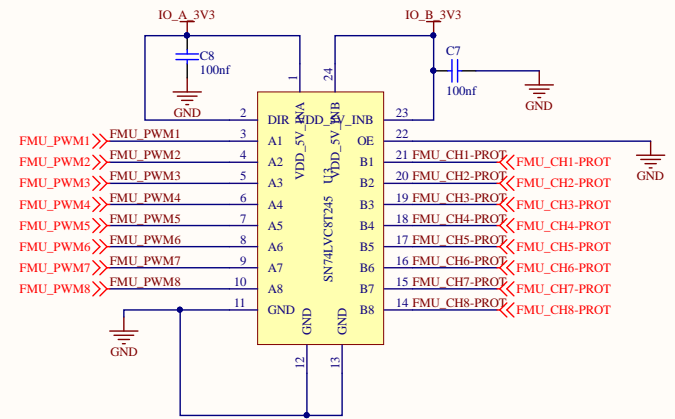 IO_A_3V3
IO_B_3V3
C8
100nf
GND
C7
100nf
GND
1
24
VDD_5V_INA
VDD_5V_INB
2
DIR
VDD_5V_INB
23
FMU_PWM1
FMU_PWM1
3
A1
OE
22
GND
FMU_PWM2
FMU_PWM2
4
A2
B1
21
FMU_CH1-PROT
FMU_CH1-PROT
FMU_PWM3
FMU_PWM3
5
A3
B2
20
FMU_CH2-PROT
FMU_CH2-PROT
FMU_PWM4
FMU_PWM4
6
A4
B3
19
FMU_CH3-PROT
FMU_CH3-PROT
FMU_PWM5
FMU_PWM5
7
A5
B4
18
FMU_CH4-PROT
FMU_CH4-PROT
FMU_PWM6
FMU_PWM6
8
A6
B5
17
FMU_CH5-PROT
FMU_CH5-PROT
FMU_PWM7
FMU_PWM7
9
A7
B6
16
FMU_CH6-PROT
FMU_CH6-PROT
FMU_PWM8
FMU_PWM8
10
A8
B7
15
FMU_CH7-PROT
FMU_CH7-PROT
11
GND
B8
14
FMU_CH8-PROT
FMU_CH8-PROT
SN74LVC8T245
GND
GND
GND
12
13